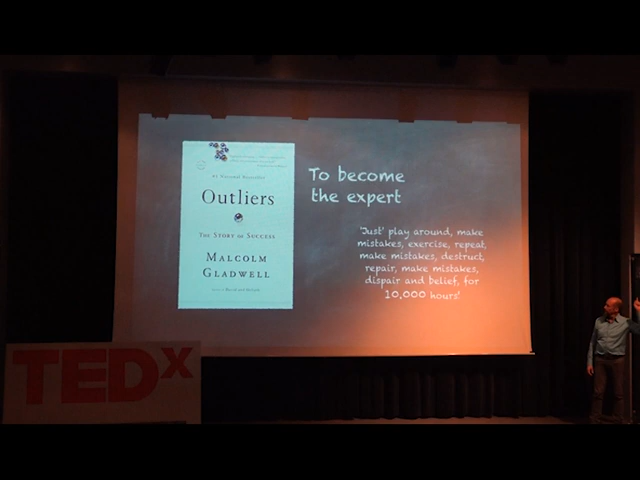 #1 National Bestseller
Outliers
The Story of Success
Malcolm
Gladwell
To become
the expert
'Just' play around, make
mistakes, exercise, repeat,
make mistakes, destruct,
repair, make mistakes,
dispair and belief, for
10,000 hours!
TEDx